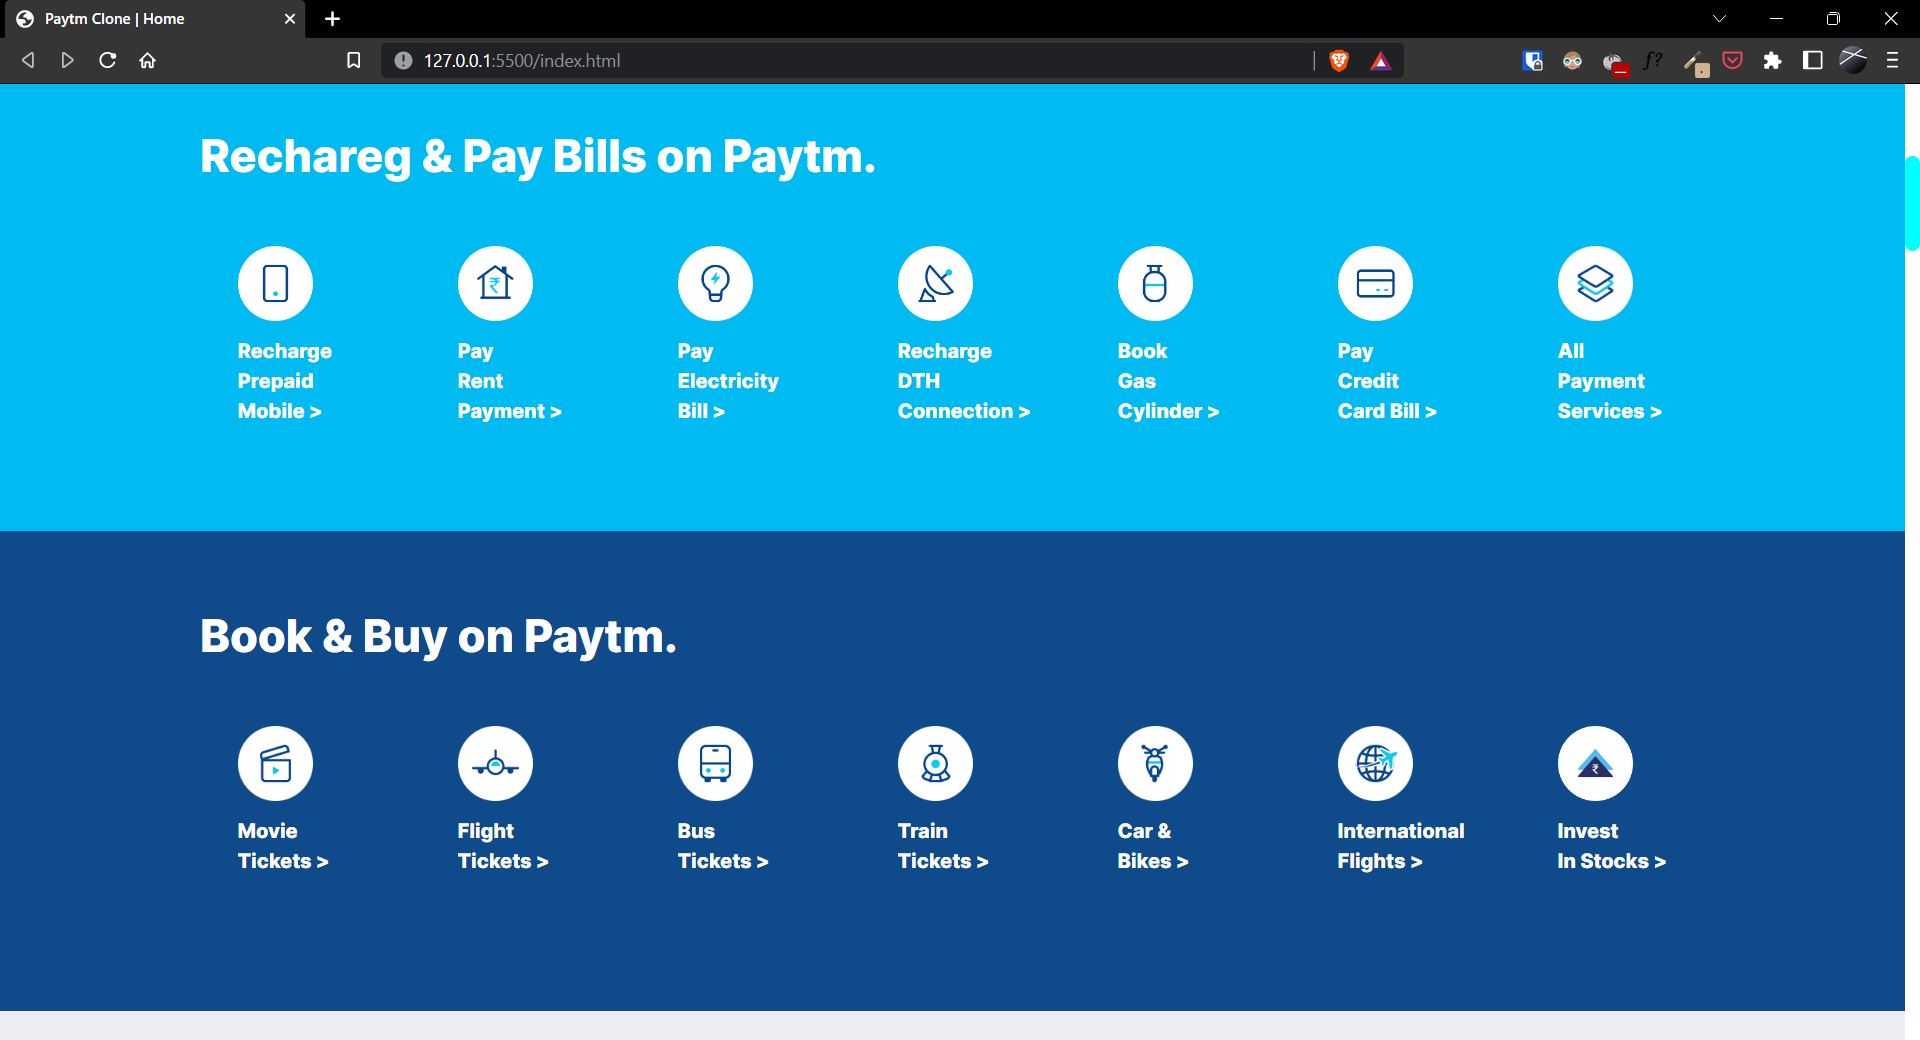 Paytm Clone | Home
127.0.0.1:5500/index.html
f?
Rechareg & Pay Bills on Paytm.
Recharge
Prepaid
Mobile >
Pay
Rent
Payment >
Pay
Electricity
Bill >
Recharge
DTH
Connection >
Book
Gas
Cylinder >
Pay
Credit
Card Bill >
All
Payment
Services >
Book & Buy on Paytm.
Movie
Tickets >
Flight
Tickets >
Bus
Tickets >
Train
Tickets >
Car &
Bikes >
International
Flights >
Invest
In Stocks >